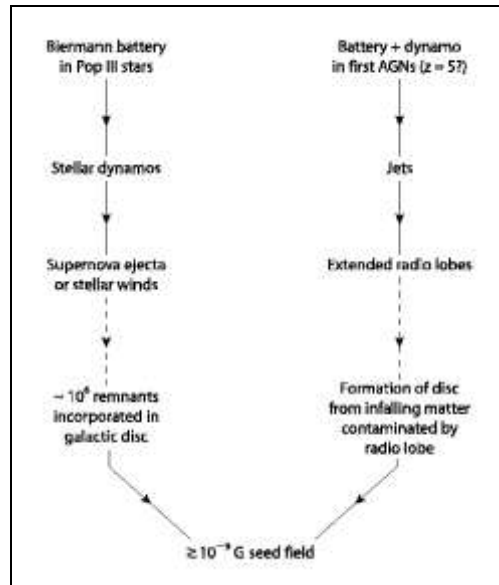 Biermann battery
in Pop III stars
Stellar dynamos
Supernova ejecta
or stellar winds
~ 10⁶ remnants
incorporated in
galactic disc
Battery + dynamo
in first AGNs (z = 5?)
Jets
Extended radio lobes
Formation of disc
from infalling matter
contaminated by
radio lobe
≥10⁻⁹ G seed field